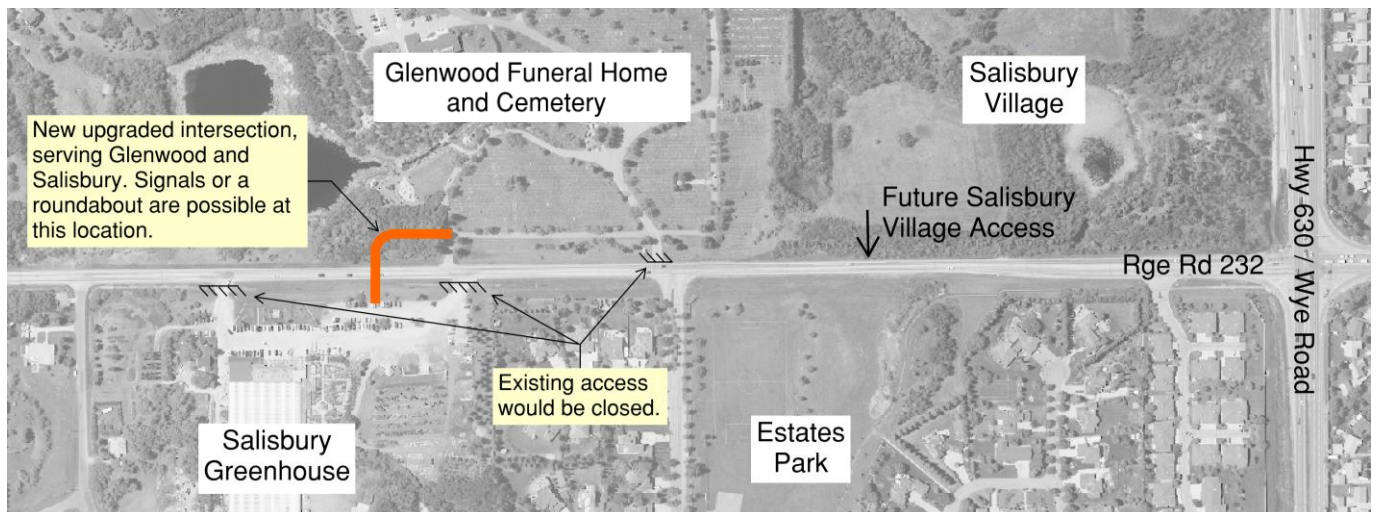 Glenwood Funeral Home
and Cemetery
Salisbury
Village
New upgraded intersection,
serving Glenwood and
Salisbury. Signals or a
roundabout are possible at
this location.
Future Salisbury
Village Access
Rge Rd 232
Hwy 630 / Wye Road
Existing access
would be closed.
Salisbury
Greenhouse
Estates
Park